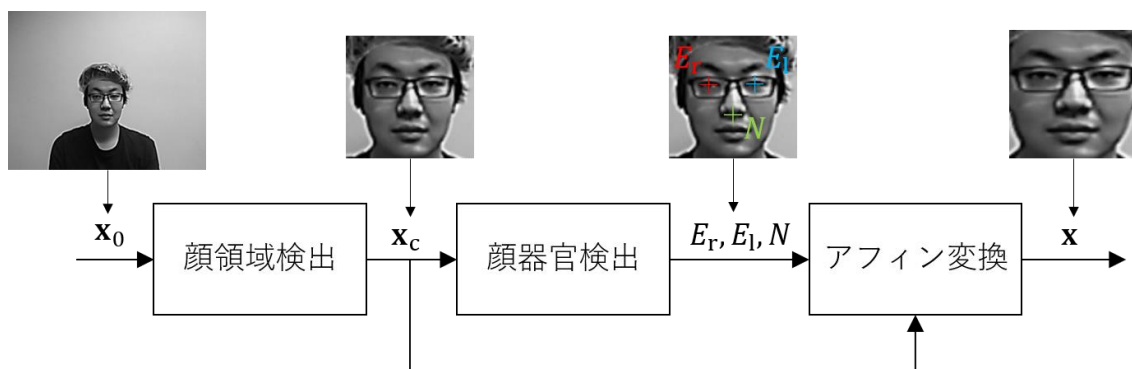 E_r E_l
N
x_0
x_c
E_r, E_l, N
x
顔領域検出
顔器官検出
アフィン変換